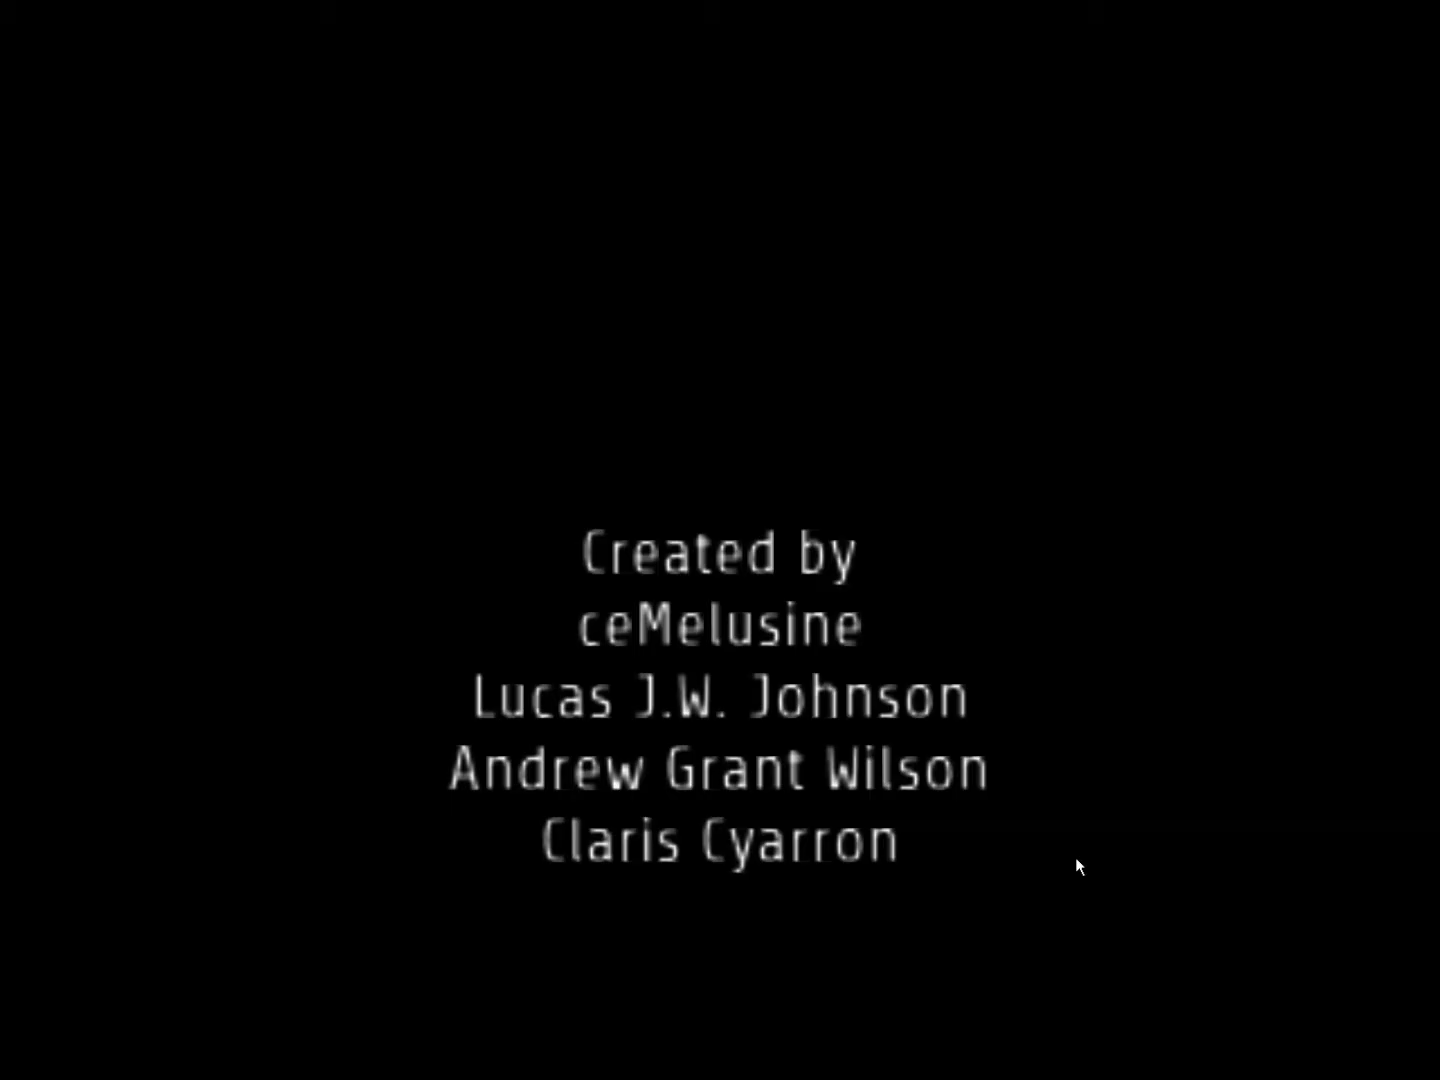 Created by
ceMelusine
Lucas J.W. Johnson
Andrew Grant Wilson
Claris Cyarron